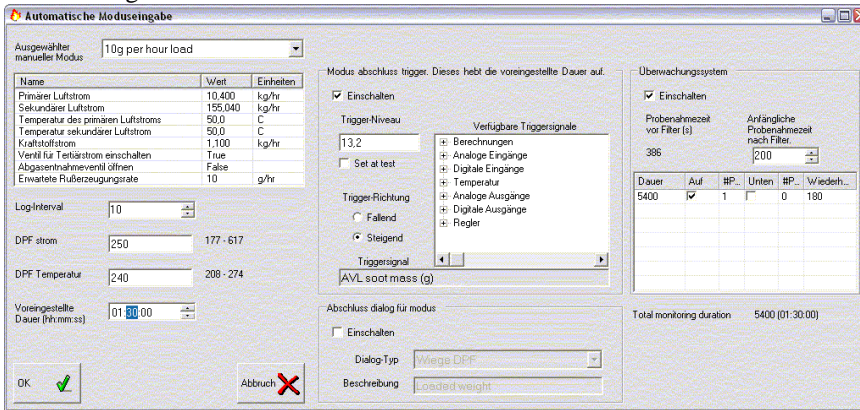 Automatische Moduseingabe
Ausgewählter manueller Modus
10g per hour load
Name Wert Einheiten
Primärer Luftstrom 10,400 kg/hr
Sekundärer Luftstrom 155,040 kg/hr
Temperatur des primären Luftstroms 50,0 C
Temperatur sekundärer Luftstrom 50,0 C
Kraftstoffstrom 1,100 kg/hr
Ventil für Tertiärstrom einschalten True
Abgasentnahmeventil öffnen False
Erwartete Rußerzeugungsrate 10 g/hr
Log-Interval 10
DPF strom 250 177 - 617
DPF Temperatur 240 208 - 274
Voreingestellte Dauer (hh:mm:ss) 01:30:00
OK
Abbruch
Modus abschluss trigger. Dieses hebt die voreingestellte Dauer auf.
Einschalten
Trigger-Niveau
13,2
Set at test
Trigger-Richtung
Fallend
Steigend
Verfügbare Triggersignale
Berechnungen
Analoge Eingänge
Digitale Eingänge
Temperatur
Analoge Ausgänge
Digitale Ausgänge
Regler
Triggersignal
AVL soot mass (g)
Abschluss dialog für modus
Einschalten
Dialog-Typ Wiege DPF
Beschreibung Loaded weight
Überwachungssystem
Einschalten
Probenahmezeit vor Filter (s)
386
Anfängliche Probenahmezeit nach Filter.
200
Dauer Auf #P... Unten #P... Wiederh...
5400 1 0 180
Total monitoring duration 5400 (01:30:00)